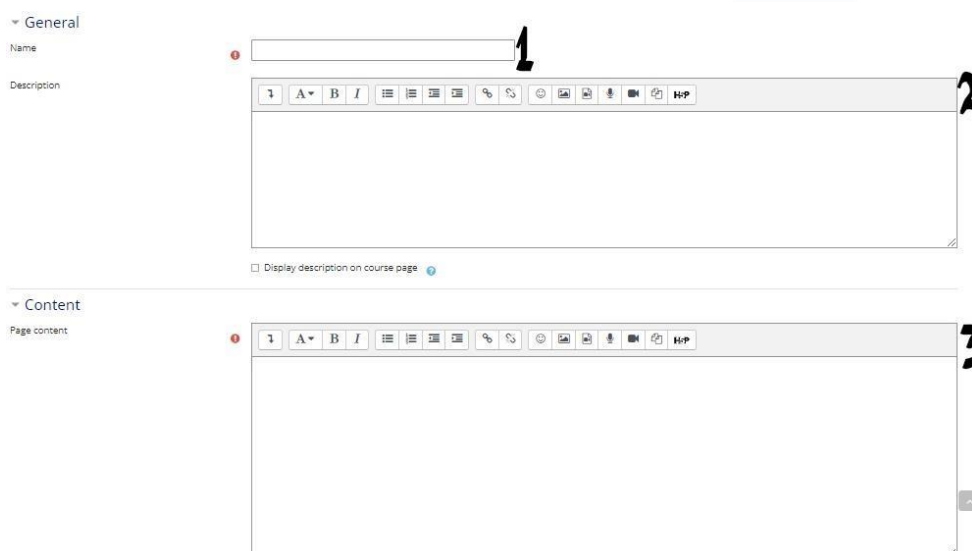 General
Name
1
Description
2
A B I H-P
Display description on course page
Content
Page content
3
A B I H-P